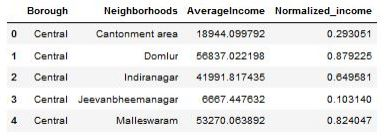 Borough Neighborhoods AverageIncome Normalized_income
0 Central Cantonment area 18944.099792 0.293051
1 Central Domlur 56837.022198 0.879225
2 Central Indiranagar 41991.817435 0.649581
3 Central Jeevanbheemanagar 6667.447632 0.103140
4 Central Malleswaram 53270.063892 0.824047